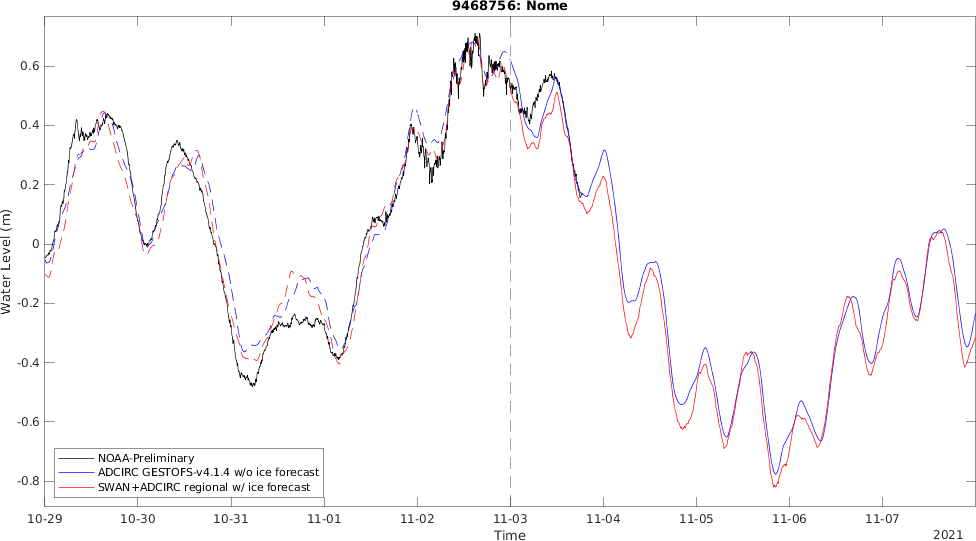 9468756: Nome
Water Level (m)
0.6
0.4
0.2
0
-0.2
-0.4
-0.6
-0.8
NOAA-Preliminary
ADCIRC GESTOFS-v4.1.4 w/o ice forecast
SWAN+ADCIRC regional w/ ice forecast
10-29 10-30 10-31 11-01 11-02 11-03 11-04 11-05 11-06 11-07
Time
2021